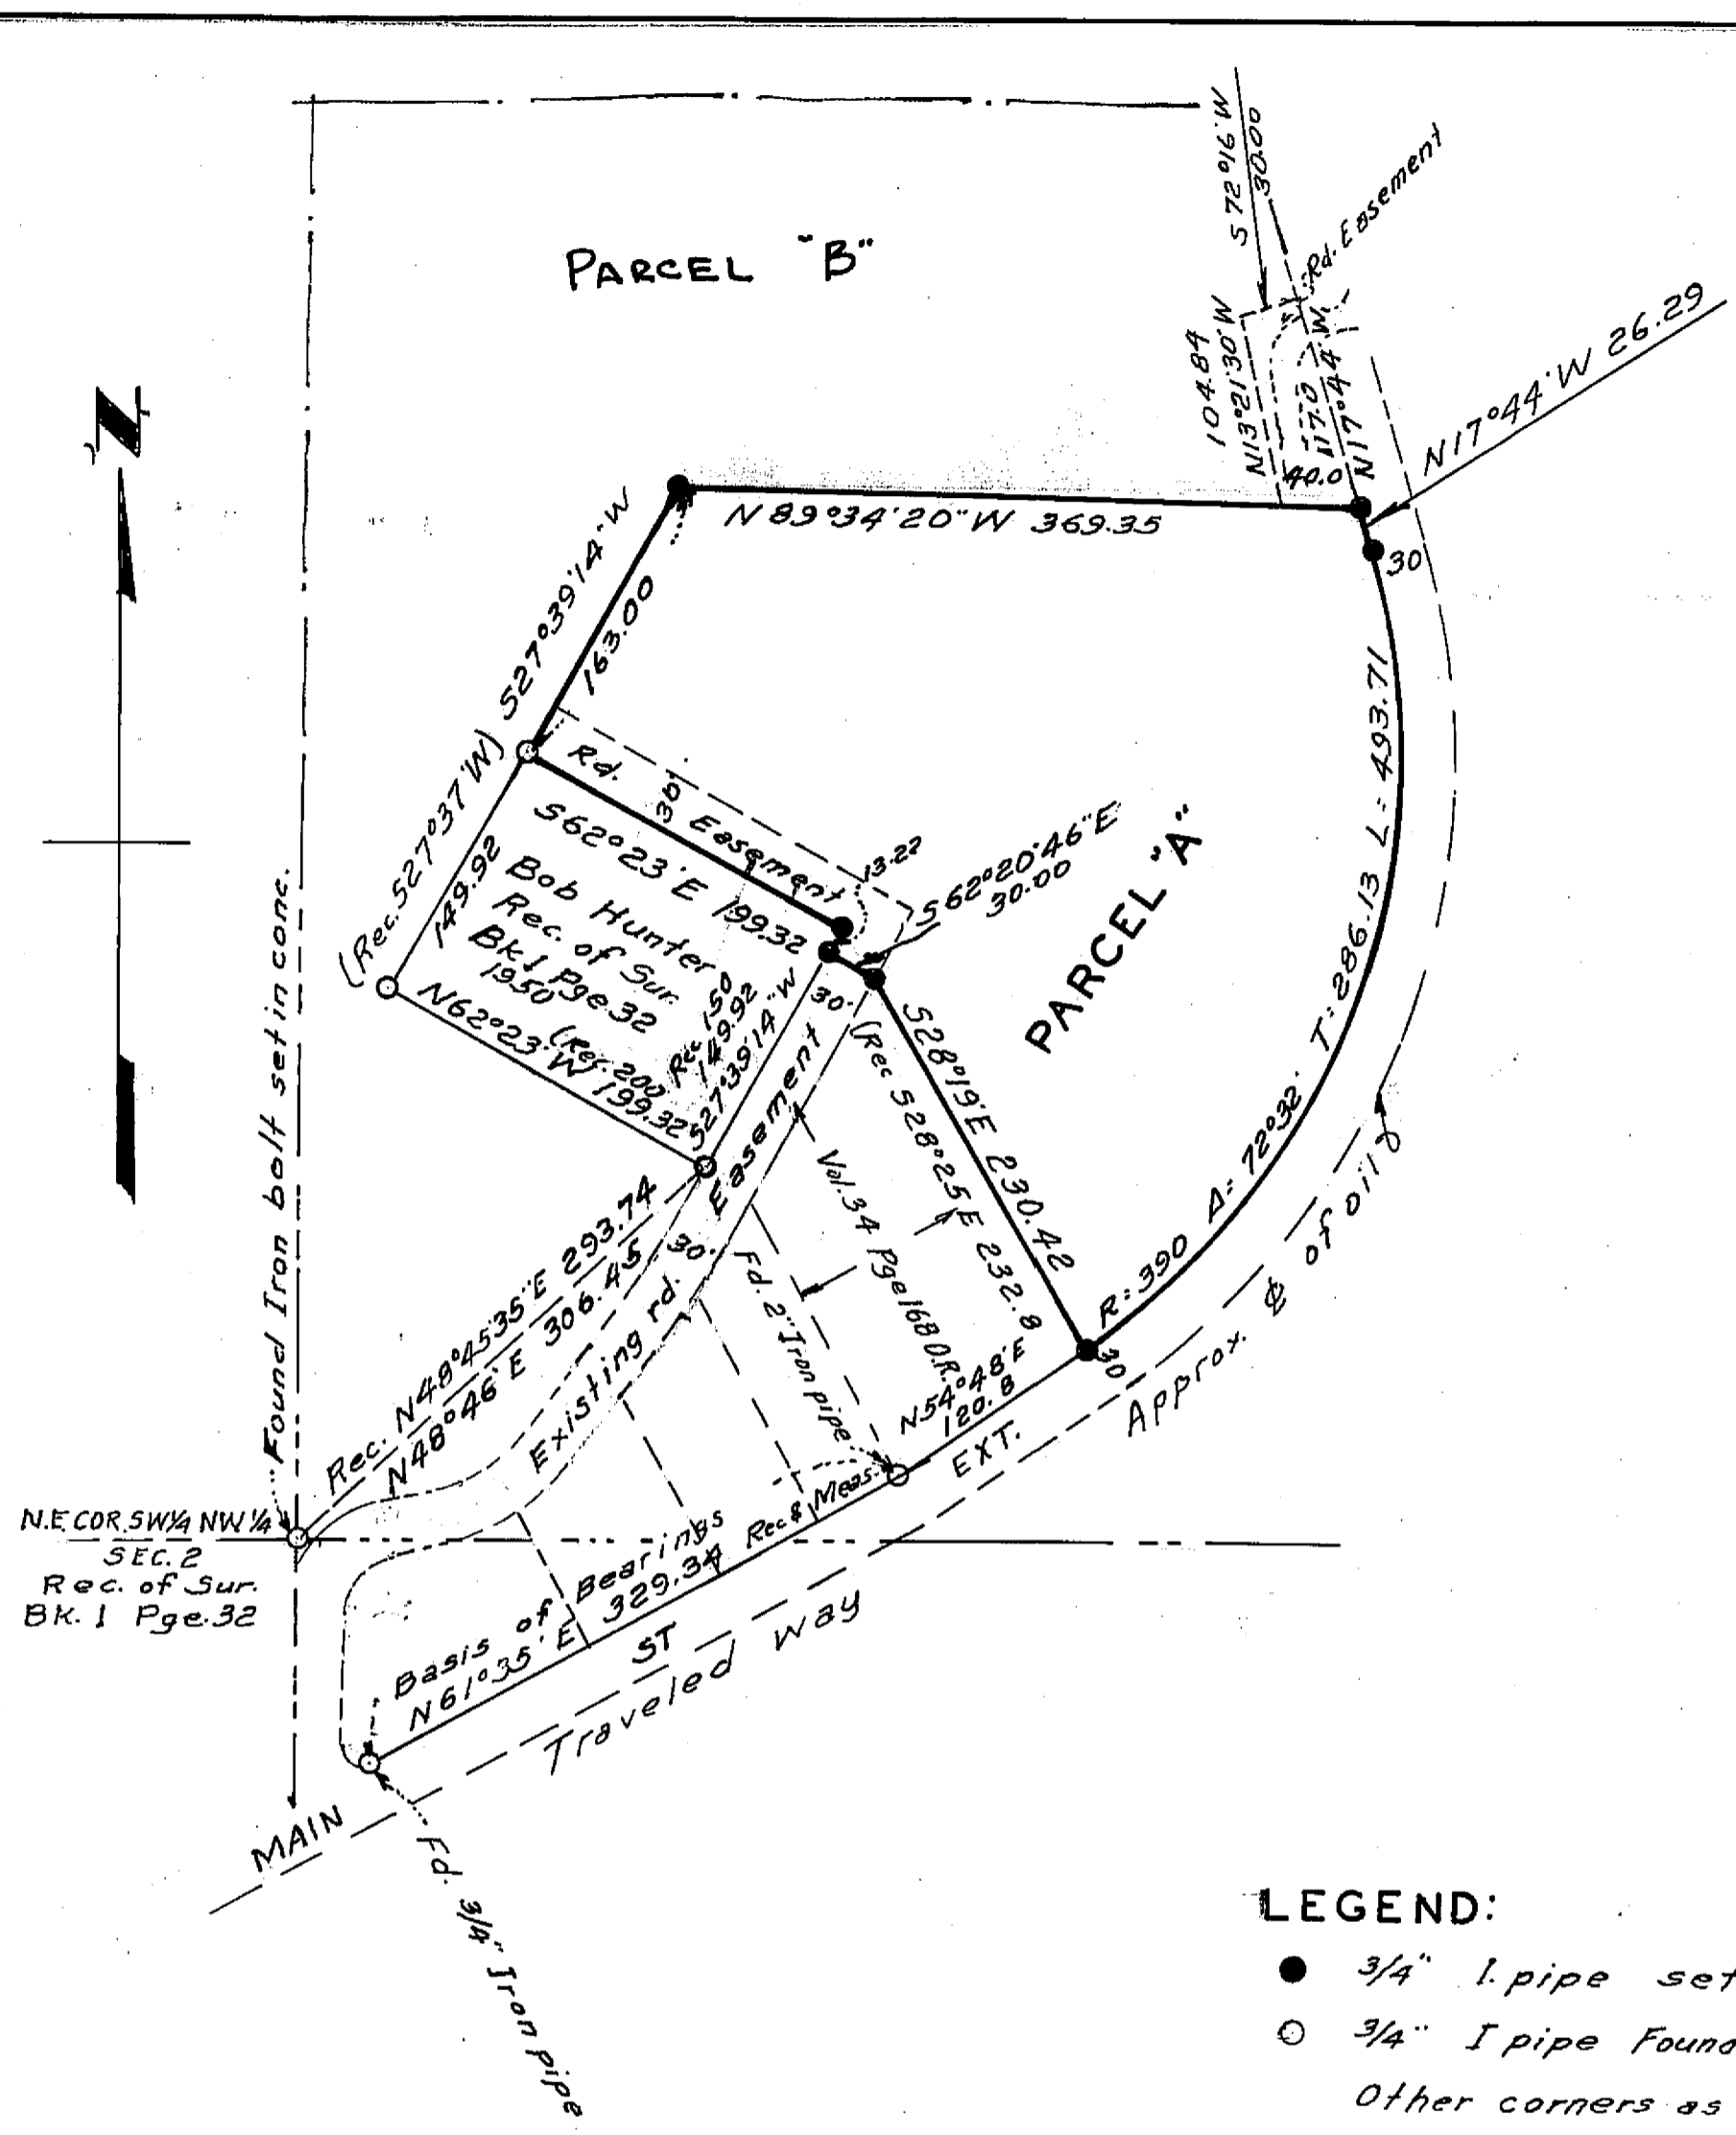 PARCEL "B"
S 72°16'W
30.00
Rd. Easement
104.84
N13°21'30"W
117.0
N17°44'W
40.0
N17°44'W 26.29
30
N
N 89°34'20"W 369.35
S27°39'14"W
163.00
(Rec. S27°37'W)
149.92
Rd. 30' Easement
S62°23'E 199.32
13.22
S62°20'46"E
30.00
Bob Hunter
Rec. of Sur.
Bk 1 Pge. 32
1950
(Rec. 200
N62°23'W 199.32
Rec. 150
149.92
S27°39'14"W
30'
Easement
30'
PARCEL "A"
S28°19'E 230.42
(Rec S28°25'E 232.8
Vol. 34 Pge 168 O.R.
Fd. 2" Iron pipe
R = 390 Δ = 72°32' T = 286.13 L = 493.71
Approx. ℄ of oil
30
N54°48'E
120.8
EXT.
Found Iron bolt set in conc.
Rec. N48°45'35"E 293.74
N48°46'E 306.45
Existing rd.
N.E. COR. SW¼ NW¼
SEC. 2
Rec. of Sur.
BK. 1 Pge. 32
Basis of Bearings
N61°35'E 329.34 Rec & Meas.
ST
Traveled way
MAIN
Fd. 3/4" Iron pipe
LEGEND:
● 3/4" I. pipe set
○ 3/4" I pipe Found
Other corners as